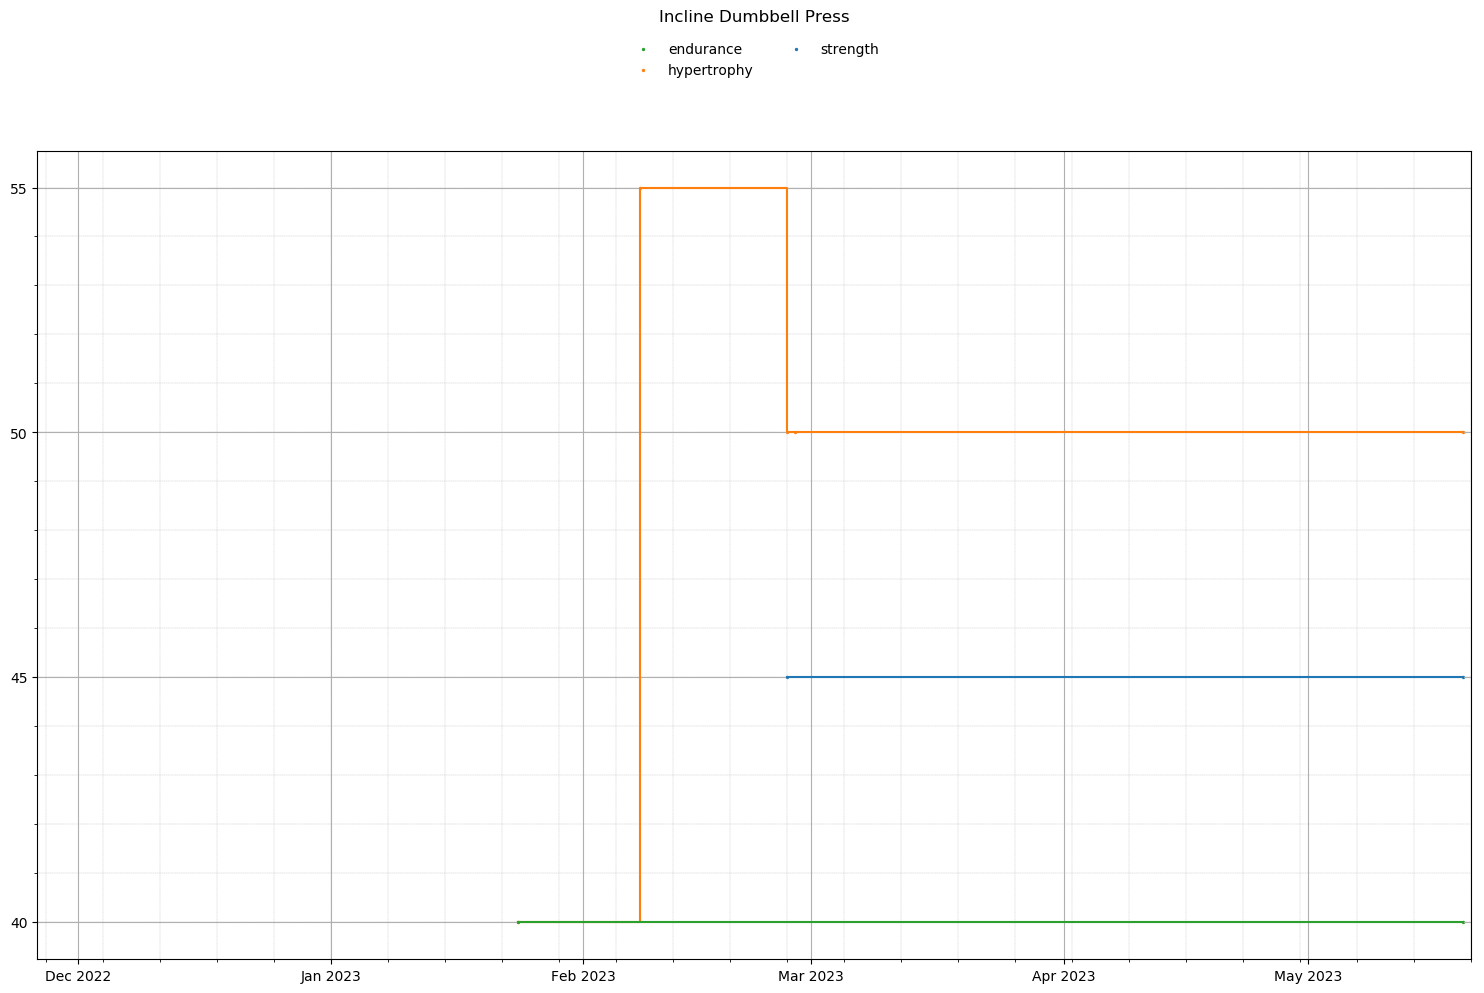 Incline Dumbbell Press
endurance
hypertrophy
strength
55
50
45
40
Dec 2022
Jan 2023
Feb 2023
Mar 2023
Apr 2023
May 2023